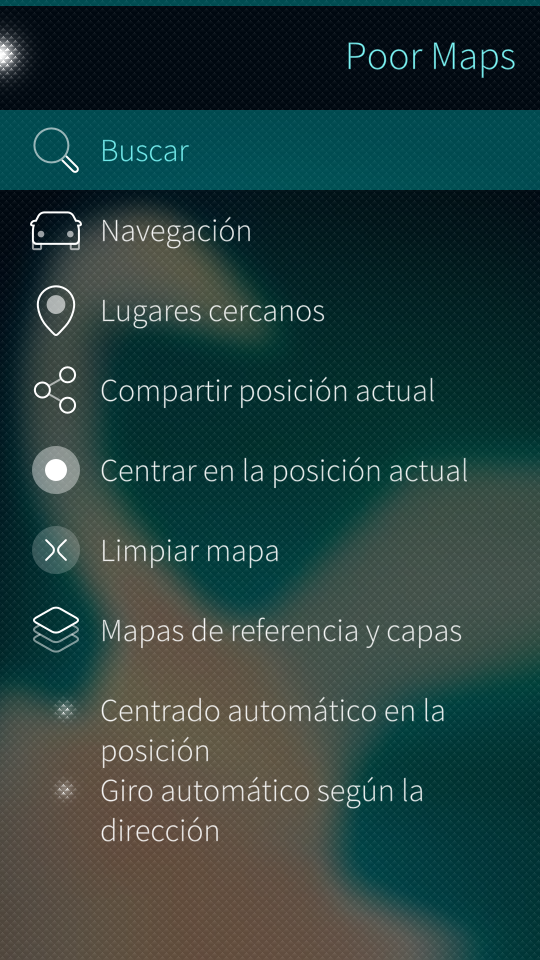 Poor Maps
Buscar
Navegación
Lugares cercanos
Compartir posición actual
Centrar en la posición actual
Limpiar mapa
Mapas de referencia y capas
Centrado automático en la
posición
Giro automático según la
dirección